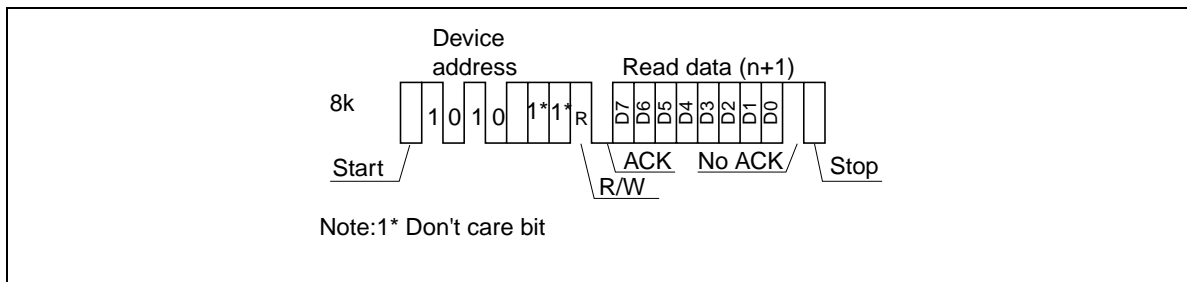 Device
address Read data (n+1)
8k 1 0 1 0 1* 1* R D7 D6 D5 D4 D3 D2 D1 D0
Start ACK No ACK Stop
R/W
Note:1* Don't care bit